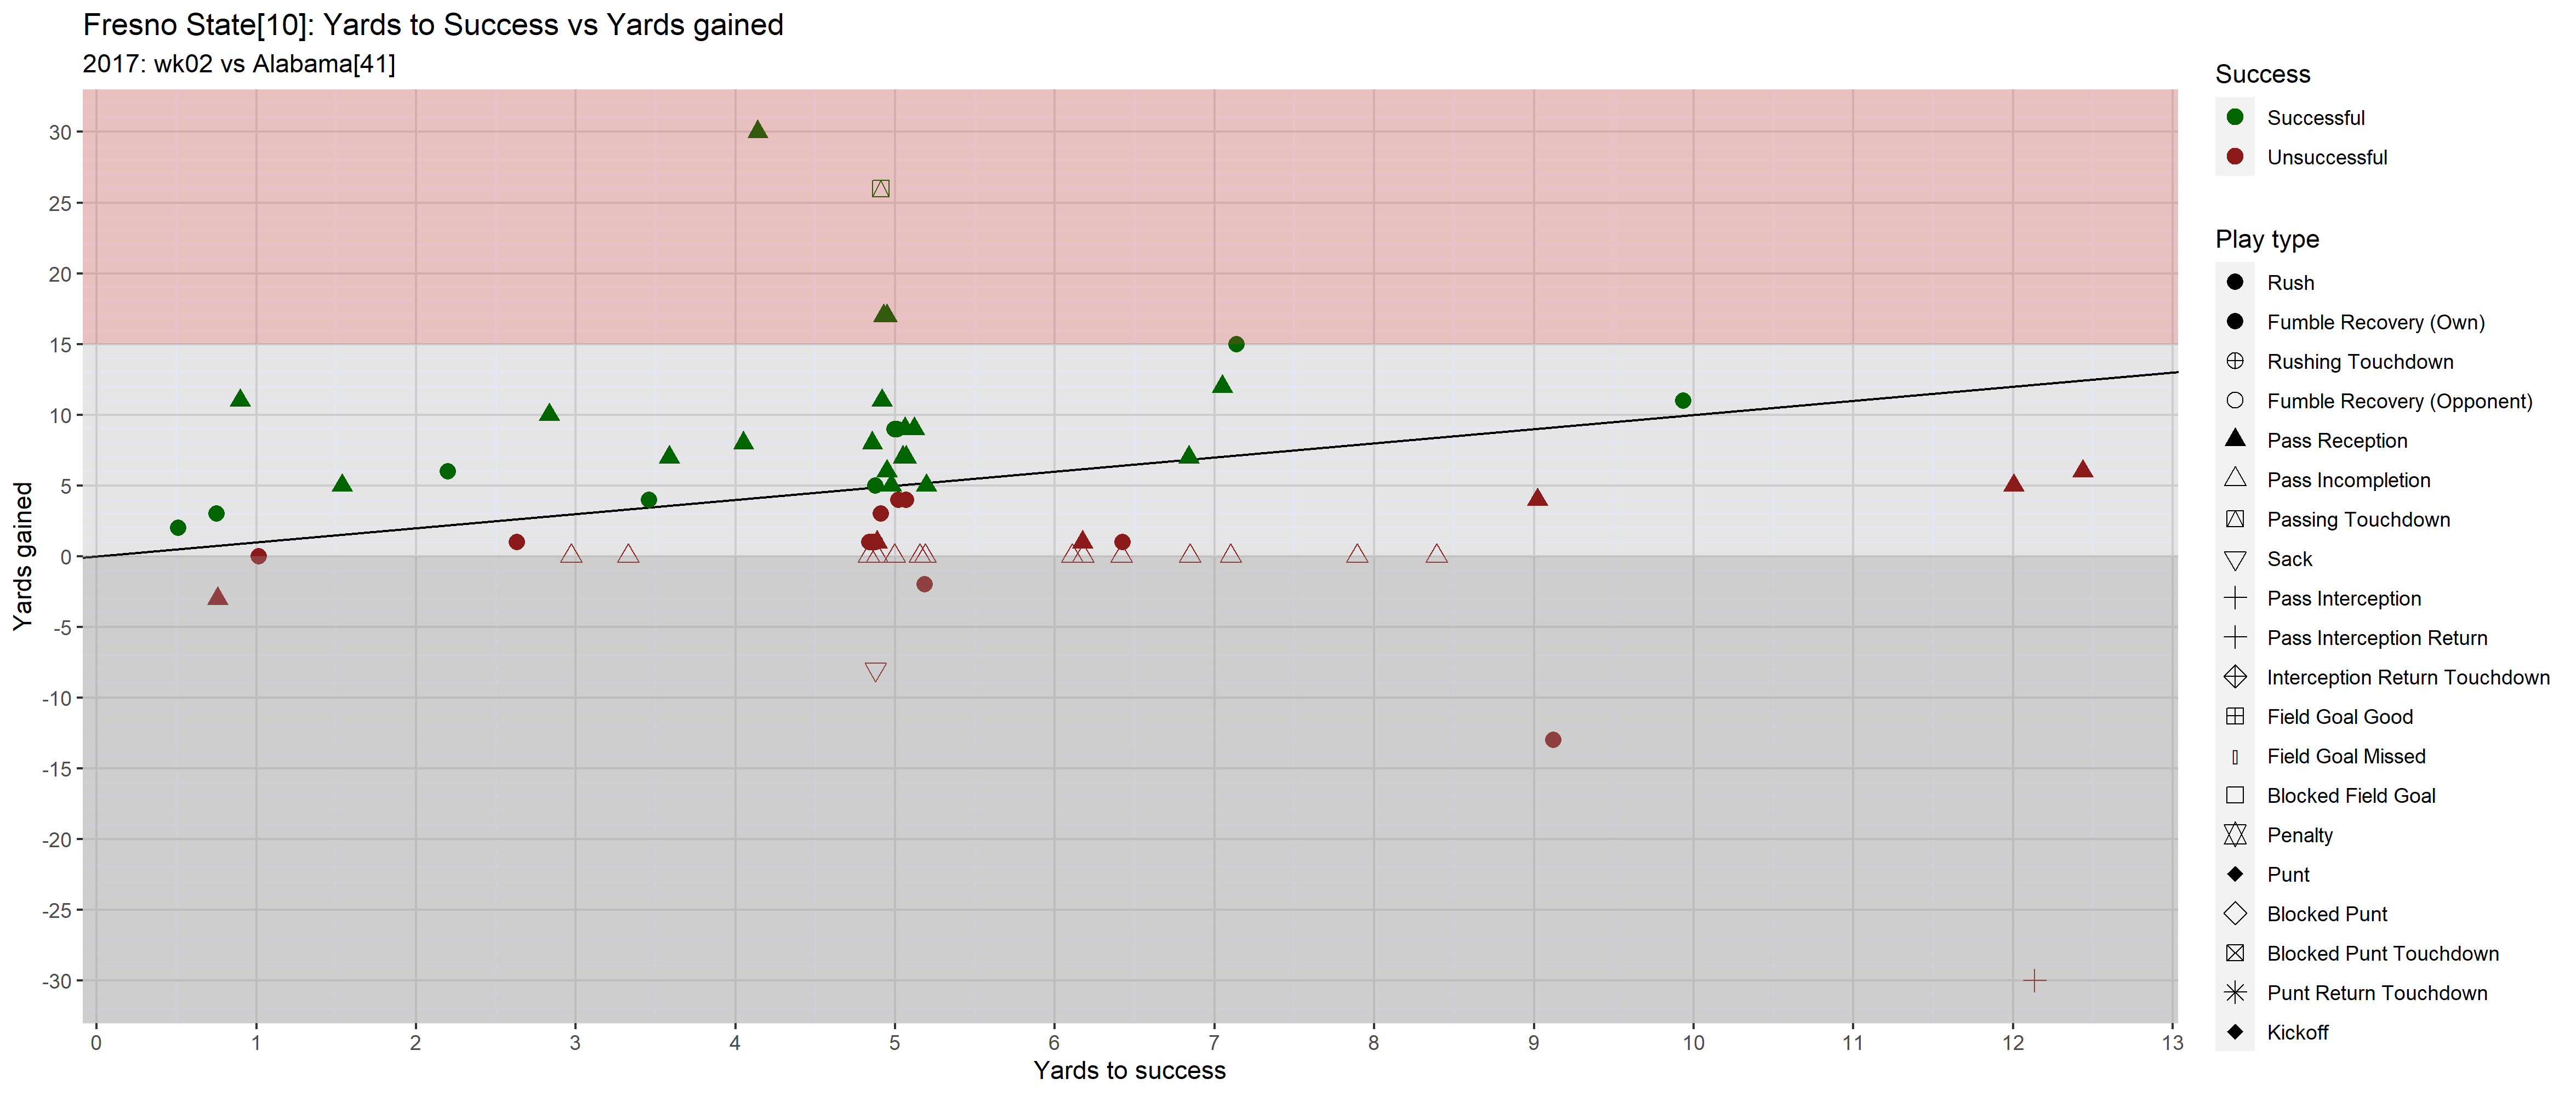 Fresno State[10]: Yards to Success vs Yards gained
2017: wk02 vs Alabama[41]
Yards gained
30
25
20
15
10
5
0
-5
-10
-15
-20
-25
-30
0 1 2 3 4 5 6 7 8 9 10 11 12 13
Yards to success
Success
Successful
Unsuccessful
Play type
Rush
Fumble Recovery (Own)
Rushing Touchdown
Fumble Recovery (Opponent)
Pass Reception
Pass Incompletion
Passing Touchdown
Sack
Pass Interception
Pass Interception Return
Interception Return Touchdown
Field Goal Good
Field Goal Missed
Blocked Field Goal
Penalty
Punt
Blocked Punt
Blocked Punt Touchdown
Punt Return Touchdown
Kickoff